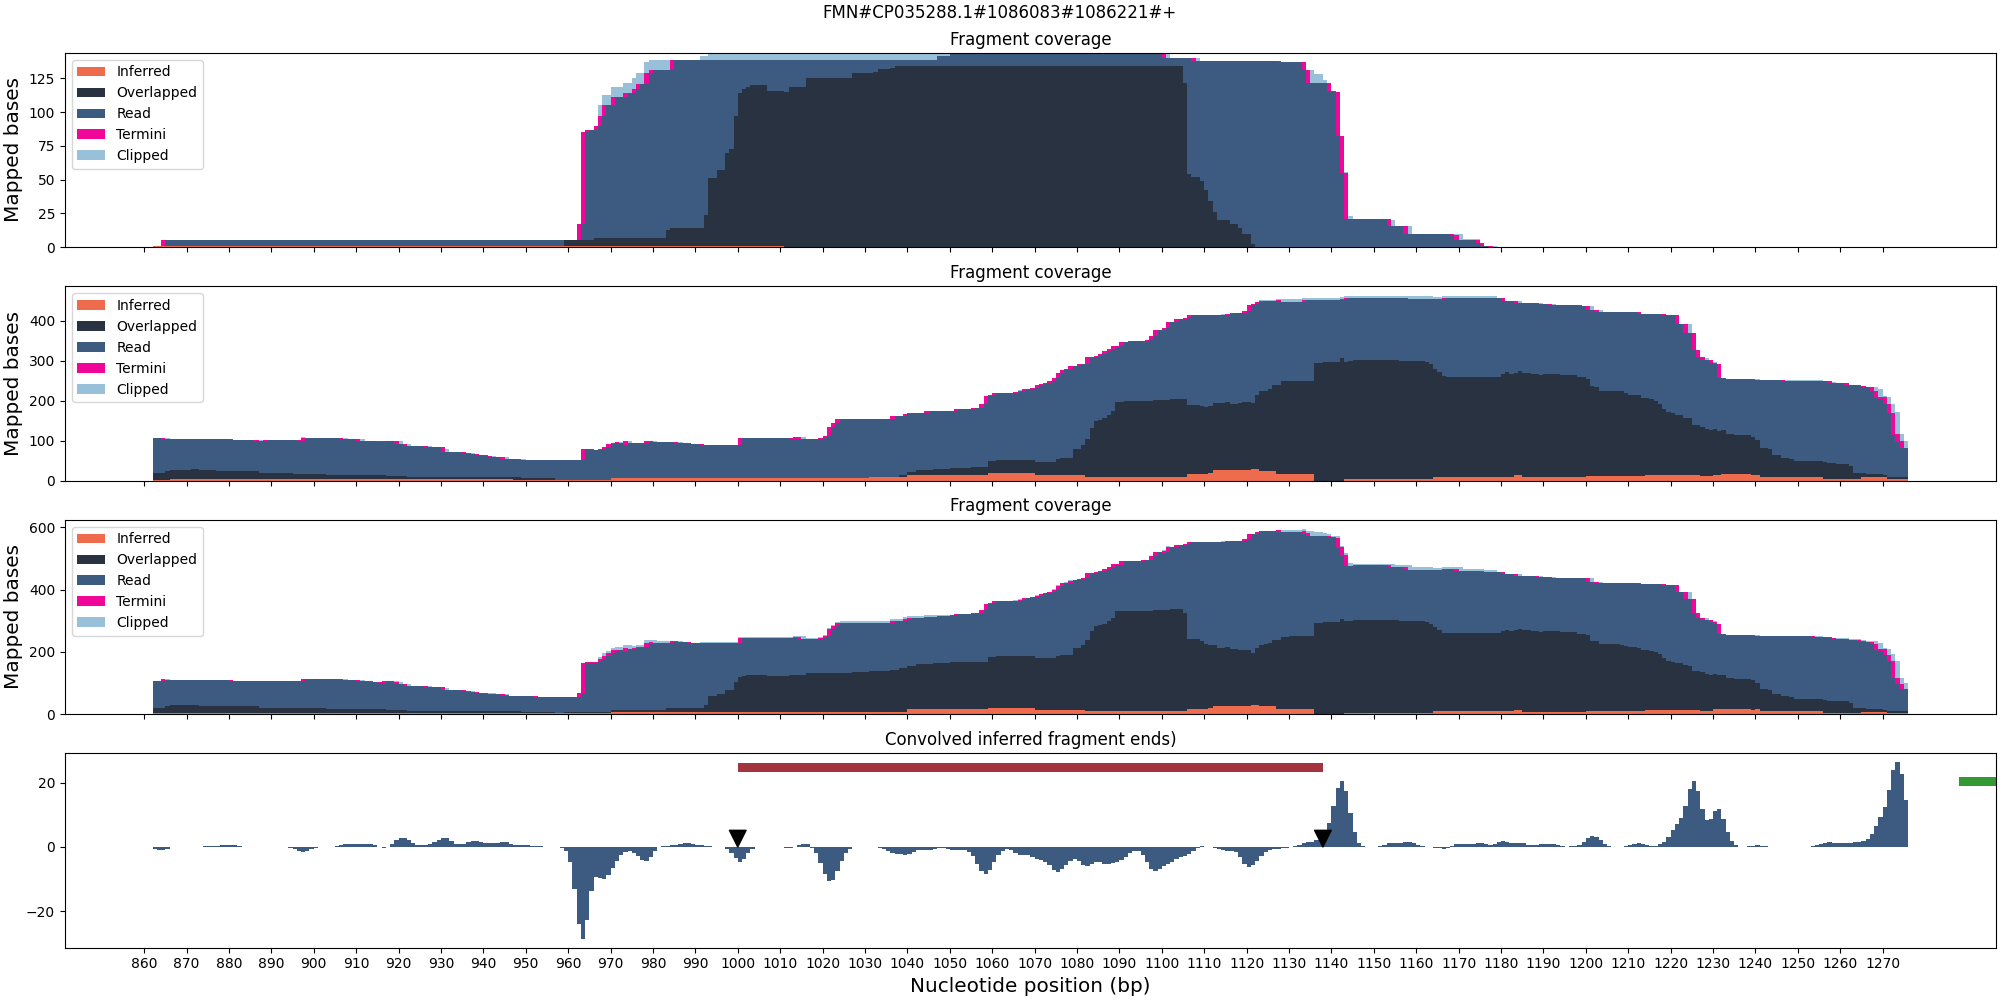 FMN#CP035288.1#1086083#1086221#+
Fragment coverage
Mapped bases
125
100
75
50
25
0
Inferred
Overlapped
Read
Termini
Clipped
Fragment coverage
Mapped bases
400
300
200
100
0
Inferred
Overlapped
Read
Termini
Clipped
Fragment coverage
Mapped bases
600
400
200
0
Inferred
Overlapped
Read
Termini
Clipped
Convolved inferred fragment ends)
20
0
−20
860 870 880 890 900 910 920 930 940 950 960 970 980 990 1000 1010 1020 1030 1040 1050 1060 1070 1080 1090 1100 1110 1120 1130 1140 1150 1160 1170 1180 1190 1200 1210 1220 1230 1240 1250 1260 1270
Nucleotide position (bp)